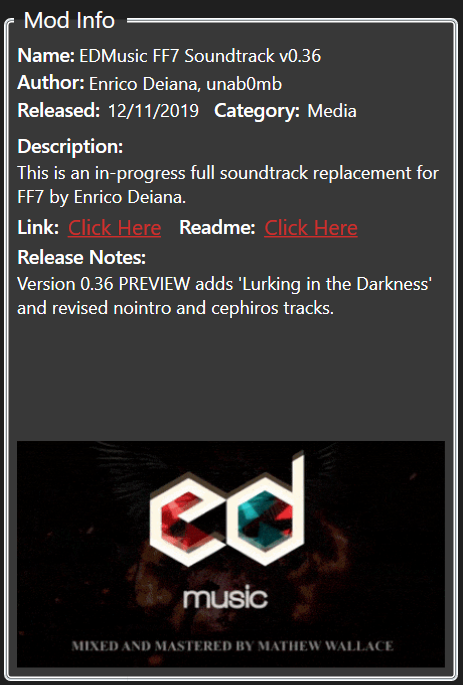 Mod Info
Name: EDMusic FF7 Soundtrack v0.36
Author: Enrico Deiana, unab0mb
Released: 12/11/2019 Category: Media
Description:
This is an in-progress full soundtrack replacement for
FF7 by Enrico Deiana.
Link: Click Here Readme: Click Here
Release Notes:
Version 0.36 PREVIEW adds 'Lurking in the Darkness'
and revised nointro and cephiros tracks.
ed
music
MIXED AND MASTERED BY MATHEW WALLACE